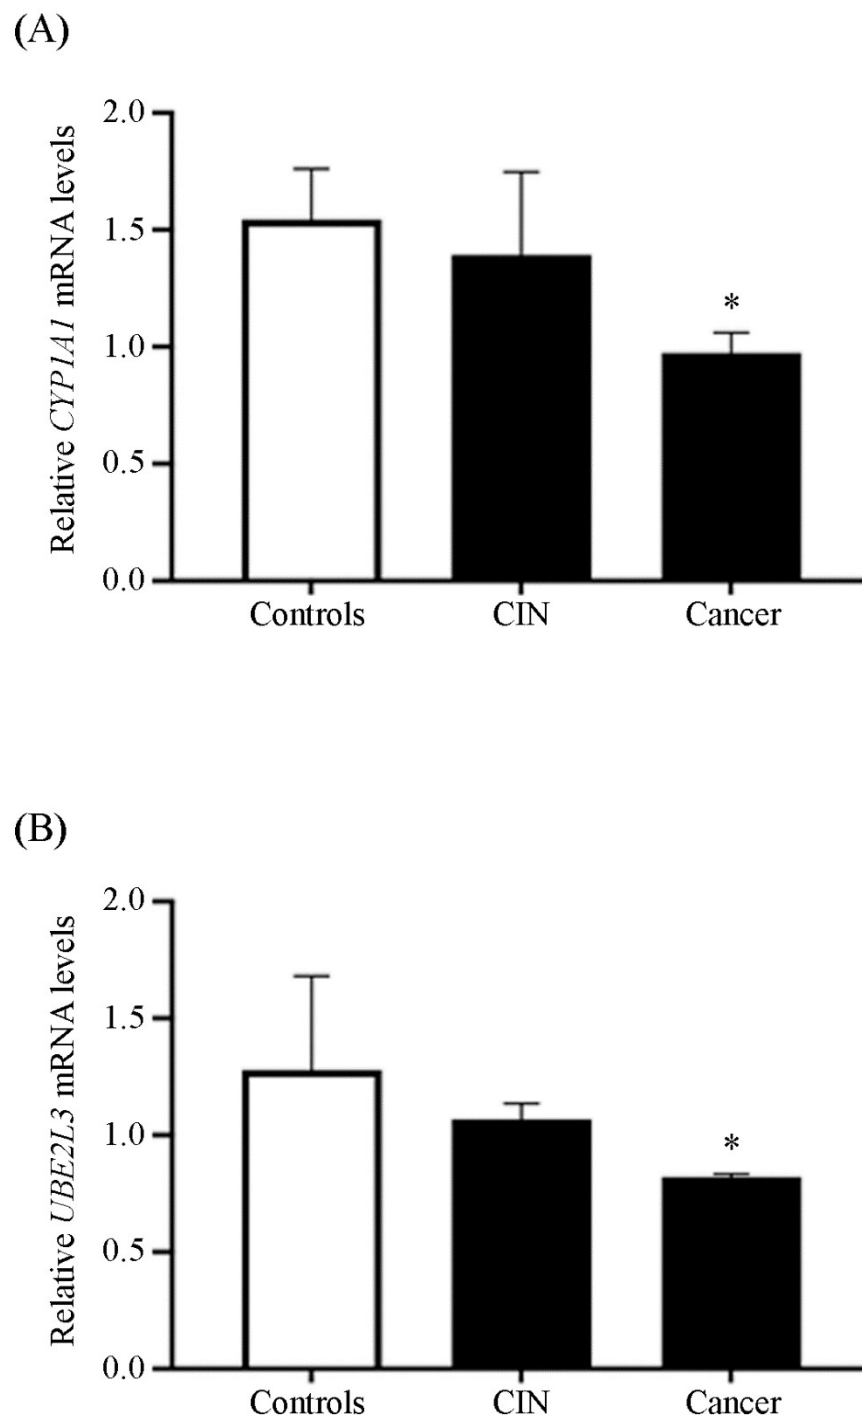 (A)
Relative CYP1A1 mRNA levels
2.0
1.5
1.0
0.5
0.0
*
Controls CIN Cancer
(B)
Relative UBE2L3 mRNA levels
2.0
1.5
1.0
0.5
0.0
*
Controls CIN Cancer